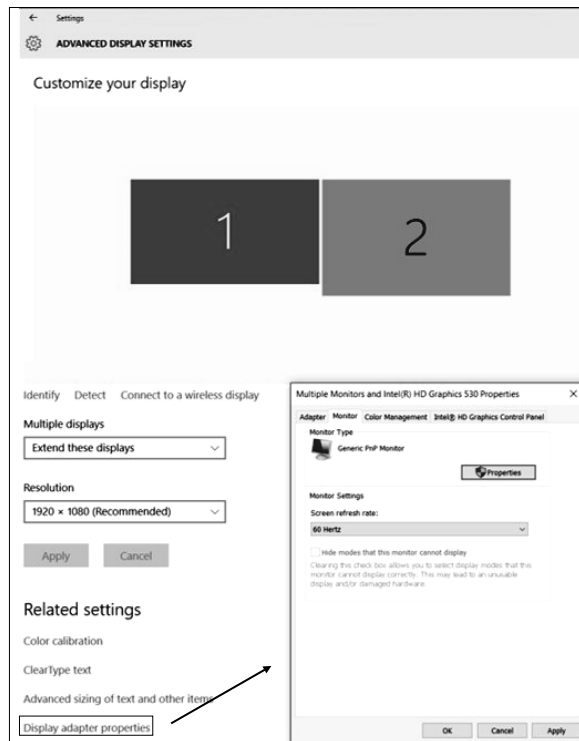 Settings
ADVANCED DISPLAY SETTINGS
Customize your display
1
2
Identify Detect Connect to a wireless display
Multiple displays
Extend these displays
Resolution
1920 × 1080 (Recommended)
Apply Cancel
Related settings
Color calibration
ClearType text
Advanced sizing of text and other items
Display adapter properties
Multiple Monitors and Intel(R) HD Graphics 530 Properties
Adapter Monitor Color Management Intel® HD Graphics Control Panel
Monitor Type
Generic PnP Monitor
Properties
Monitor Settings
Screen refresh rate:
60 Hertz
Hide modes that this monitor cannot display
Clearing this check box allows you to select display modes that this
monitor cannot display correctly. This may lead to an unusable
display and/or damaged hardware.
OK Cancel Apply